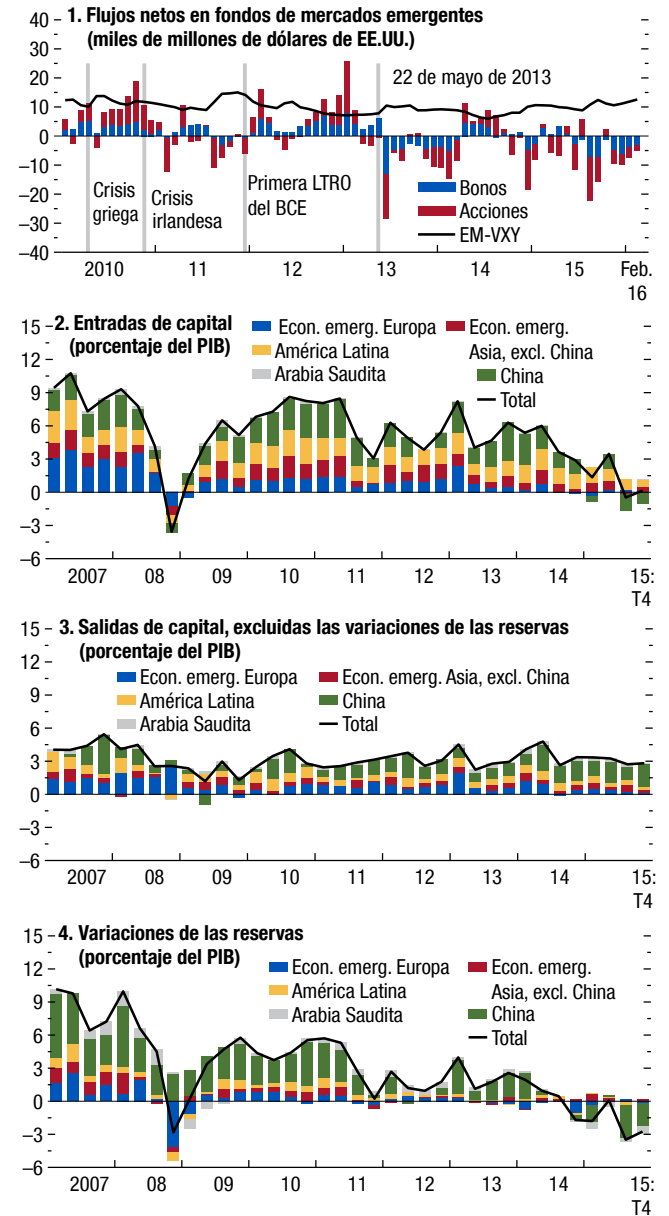 1. Flujos netos en fondos de mercados emergentes
(miles de millones de dólares de EE.UU.)
40
30
20
10
0
–10
–20
–30
–40
22 de mayo de 2013
Crisis
griega
Crisis
irlandesa
Primera LTRO
del BCE
Bonos
Acciones
EM-VXY
2010 11 12 13 14 15 Feb.
16
2. Entradas de capital
(porcentaje del PIB)
15
12
9
6
3
0
–3
–6
Econ. emerg. Europa
América Latina
Arabia Saudita
Econ. emerg.
Asia, excl. China
China
Total
2007 08 09 10 11 12 13 14 15:
T4
3. Salidas de capital, excluidas las variaciones de las reservas
(porcentaje del PIB)
15
12
9
6
3
0
–3
–6
Econ. emerg. Europa
América Latina
Arabia Saudita
Econ. emerg. Asia, excl. China
China
Total
2007 08 09 10 11 12 13 14 15:
T4
4. Variaciones de las reservas
(porcentaje del PIB)
15
12
9
6
3
0
–3
–6
Econ. emerg. Europa
América Latina
Arabia Saudita
Econ. emerg.
Asia, excl. China
China
Total
2007 08 09 10 11 12 13 14 15:
T4